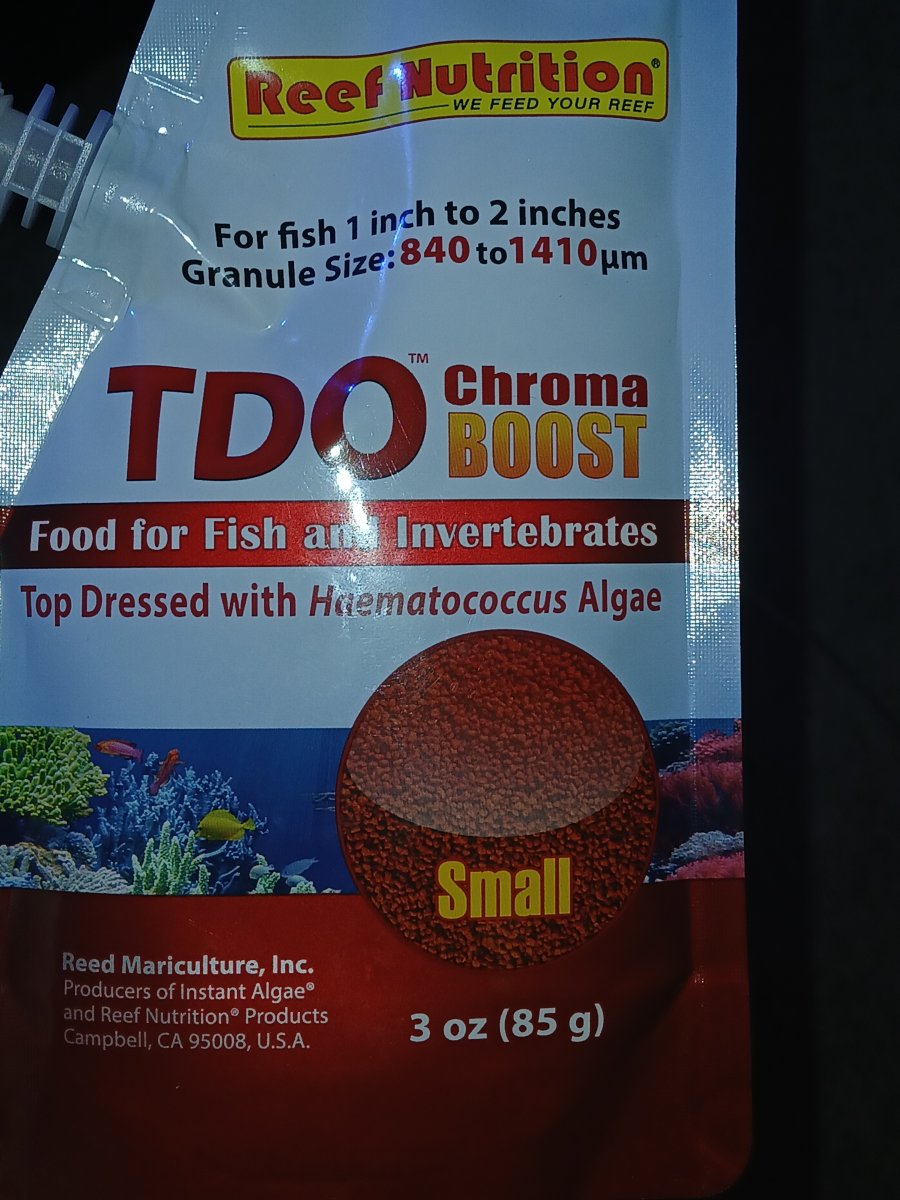 Reef Nutrition®
WE FEED YOUR REEF
For fish 1 inch to 2 inches
Granule Size: 840 to 1410 µm
TDO™ Chroma
BOOST
Food for Fish and Invertebrates
Top Dressed with Haematococcus Algae
Small
Reed Mariculture, Inc.
Producers of Instant Algae®
and Reef Nutrition® Products
Campbell, CA 95008, U.S.A.
3 oz (85 g)